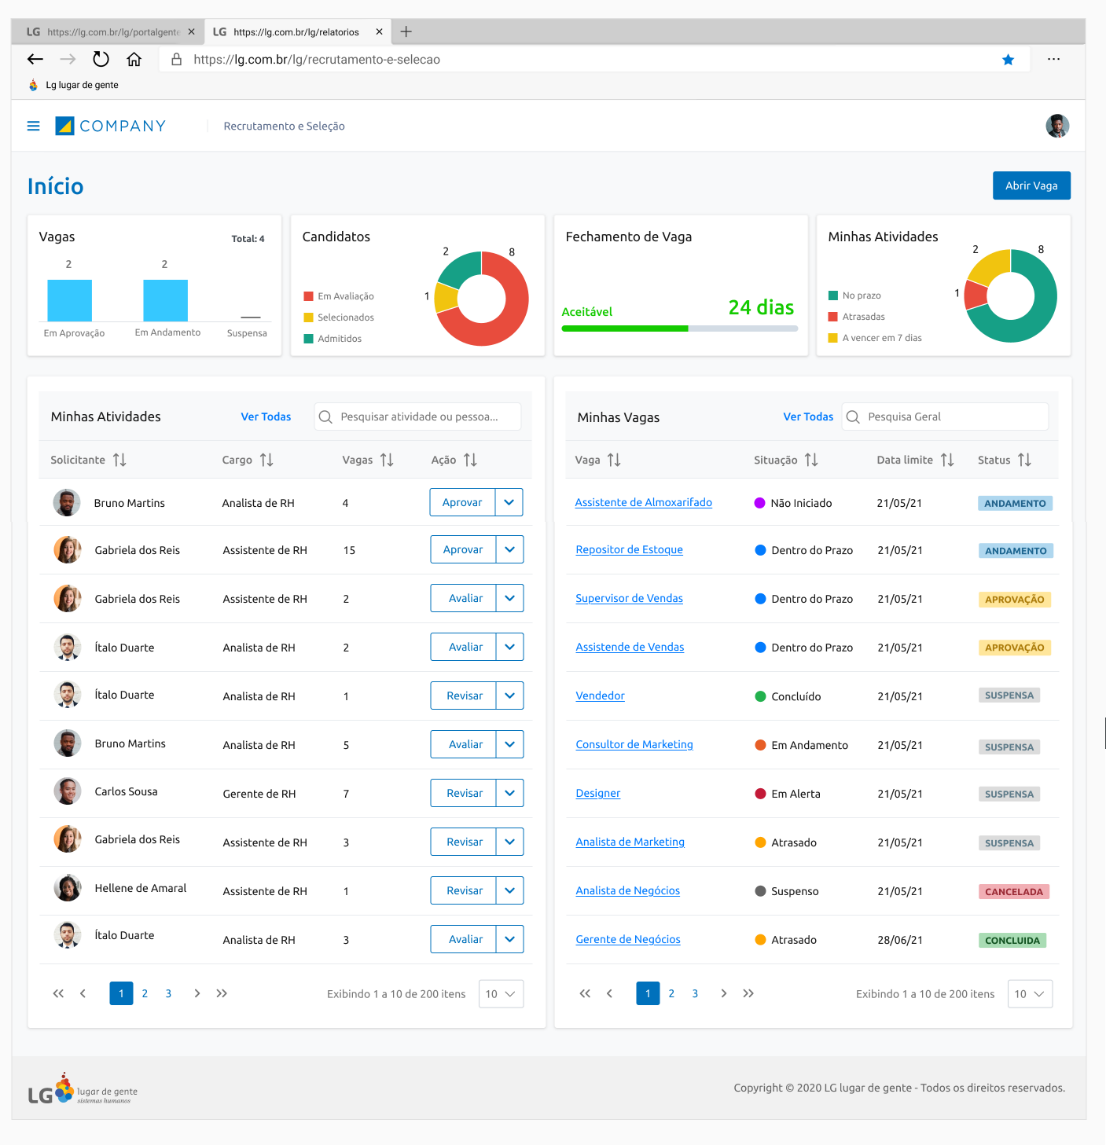 LG https://lg.com.br/lg/portalgent
LG https://lg.com.br/lg/relatorios
https://lg.com.br/lg/recrutamento-e-selecao
Lg lugar de gente
COMPANY
Recrutamento e Seleção
Início
Abrir Vaga
Vagas
Total: 4
2
2
Em Aprovação
Em Andamento
Suspensa
Candidatos
2
8
1
Em Avaliação
Selecionados
Admitidos
Fechamento de Vaga
Aceitável
24 dias
Minhas Atividades
2
8
1
No prazo
Atrasadas
A vencer em 7 dias
Minhas Atividades
Ver Todas
Pesquisar atividade ou pessoa...
Solicitante Cargo Vagas Ação
Bruno Martins Analista de RH 4 Aprovar
Gabriela dos Reis Assistente de RH 15 Aprovar
Gabriela dos Reis Assistente de RH 2 Avaliar
Ítalo Duarte Analista de RH 2 Avaliar
Ítalo Duarte Analista de RH 1 Revisar
Bruno Martins Analista de RH 5 Avaliar
Carlos Sousa Gerente de RH 7 Revisar
Gabriela dos Reis Assistente de RH 3 Revisar
Hellene de Amaral Assistente de RH 1 Revisar
Ítalo Duarte Analista de RH 3 Avaliar
1 2 3 Exibindo 1 a 10 de 200 itens 10
Minhas Vagas
Ver Todas
Pesquisa Geral
Vaga Situação Data limite Status
Assistente de Almoxarifado Não Iniciado 21/05/21 ANDAMENTO
Repositor de Estoque Dentro do Prazo 21/05/21 ANDAMENTO
Supervisor de Vendas Dentro do Prazo 21/05/21 APROVAÇÃO
Assistende de Vendas Dentro do Prazo 21/05/21 APROVAÇÃO
Vendedor Concluído 21/05/21 SUSPENSA
Consultor de Marketing Em Andamento 21/05/21 SUSPENSA
Designer Em Alerta 21/05/21 SUSPENSA
Analista de Marketing Atrasado 21/05/21 SUSPENSA
Analista de Negócios Suspenso 21/05/21 CANCELADA
Gerente de Negócios Atrasado 28/06/21 CONCLUIDA
1 2 3 Exibindo 1 a 10 de 200 itens 10
LG lugar de gente
sistemas humanos
Copyright © 2020 LG lugar de gente - Todos os direitos reservados.